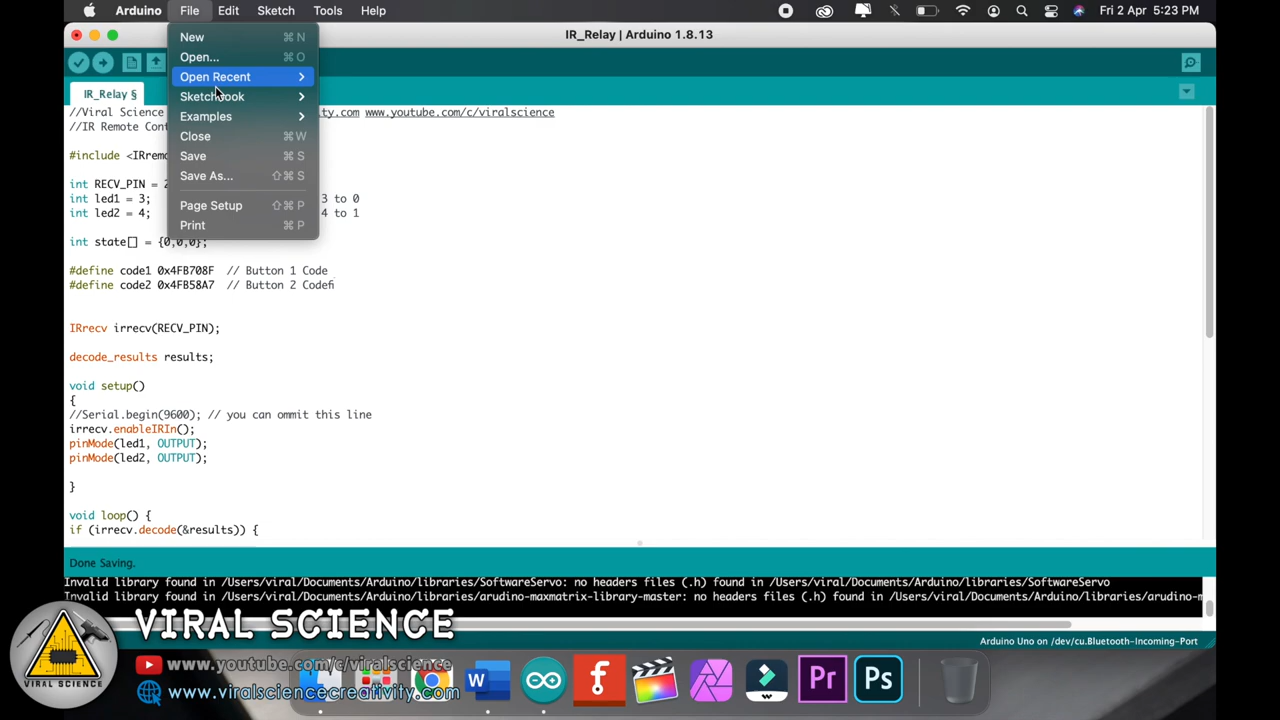 Arduino File Edit Sketch Tools Help Fri 2 Apr 5:23 PM
IR_Relay | Arduino 1.8.13
New ⌘ N
Open... ⌘ O
Open Recent
Sketchbook
Examples
Close ⌘ W
Save ⌘ S
Save As... ⇧ ⌘ S
Page Setup ⇧ ⌘ P
Print ⌘ P
IR_Relay §
//Viral Science ty.com www.youtube.com/c/viralscience
//IR Remote Cont
#include <IRremo
int RECV_PIN = 2
int led1 = 3; 3 to 0
int led2 = 4; 4 to 1
int state[] = {0,0,0};
#define code1 0x4FB708F // Button 1 Code
#define code2 0x4FB58A7 // Button 2 Codefi
IRrecv irrecv(RECV_PIN);
decode_results results;
void setup()
{
//Serial.begin(9600); // you can ommit this line
irrecv.enableIRIn();
pinMode(led1, OUTPUT);
pinMode(led2, OUTPUT);
}
void loop() {
if (irrecv.decode(&results)) {
Done Saving.
Invalid library found in /Users/viral/Documents/Arduino/libraries/SoftwareServo: no headers files (.h) found in /Users/viral/Documents/Arduino/libraries/SoftwareServo
Invalid library found in /Users/viral/Documents/Arduino/libraries/arudino-maxmatrix-library-master: no headers files (.h) found in /Users/viral/Documents/Arduino/libraries/arudino-m
VIRAL SCIENCE
Arduino Uno on /dev/cu.Bluetooth-Incoming-Port
www.youtube.com/c/viralscience
www.viralsciencecreativity.com
VIRAL SCIENCE
W
f
Pr
Ps